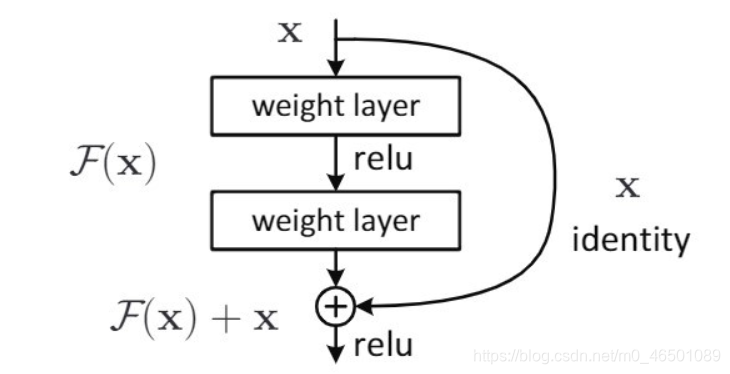 x
weight layer
F(x)
relu
x
weight layer
identity
F(x) + x
relu
https://blog.csdn.net/m0_46501089